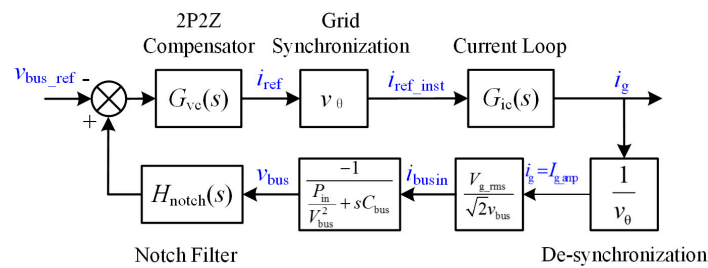 2P2Z Compensator
Grid Synchronization
Current Loop
v_bus_ref
-
+
G_vc(s)
i_ref
v_θ
i_ref_inst
G_ic(s)
i_g
H_notch(s)
v_bus
-1 / (P_in / V_bus^2 + sC_bus)
i_busin
V_g_rms / (√2 v_bus)
i_g=I_g_amp
1 / v_θ
Notch Filter
De-synchronization